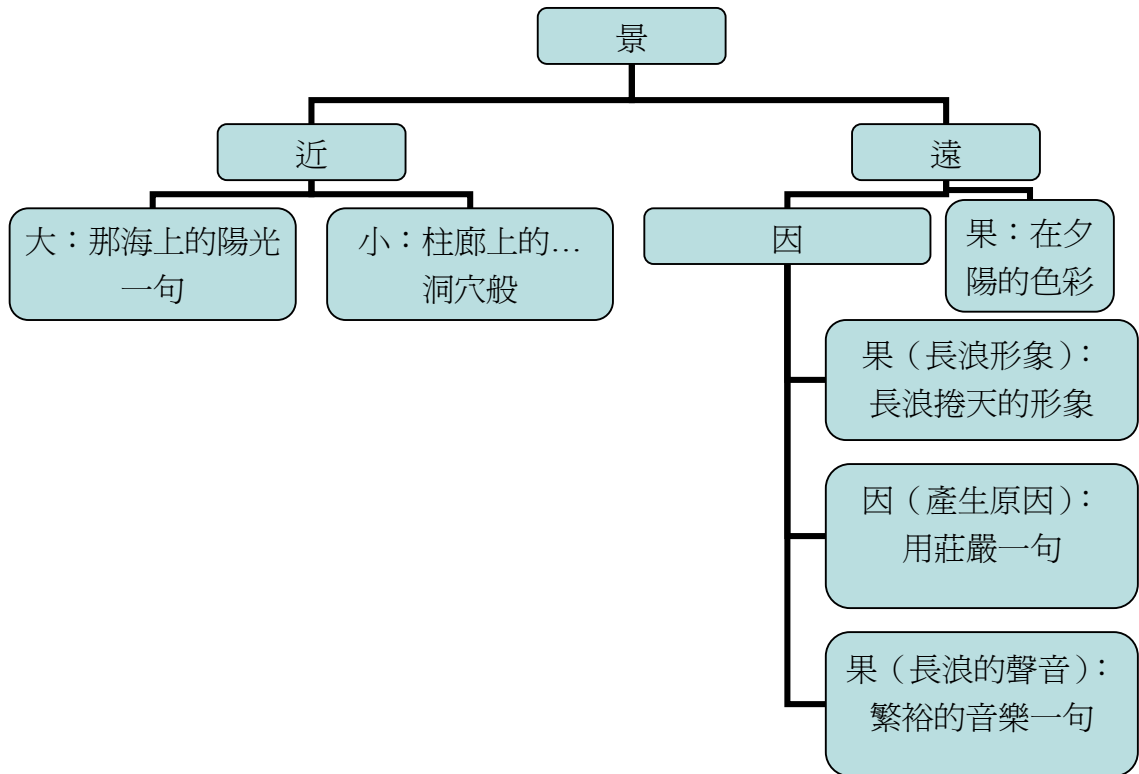 景
近
遠
大：那海上的陽光
一句
小：柱廊上的…
洞穴般
因
果：在夕
陽的色彩
果（長浪形象）：
長浪捲天的形象
因（產生原因）：
用莊嚴一句
果（長浪的聲音）：
繁裕的音樂一句